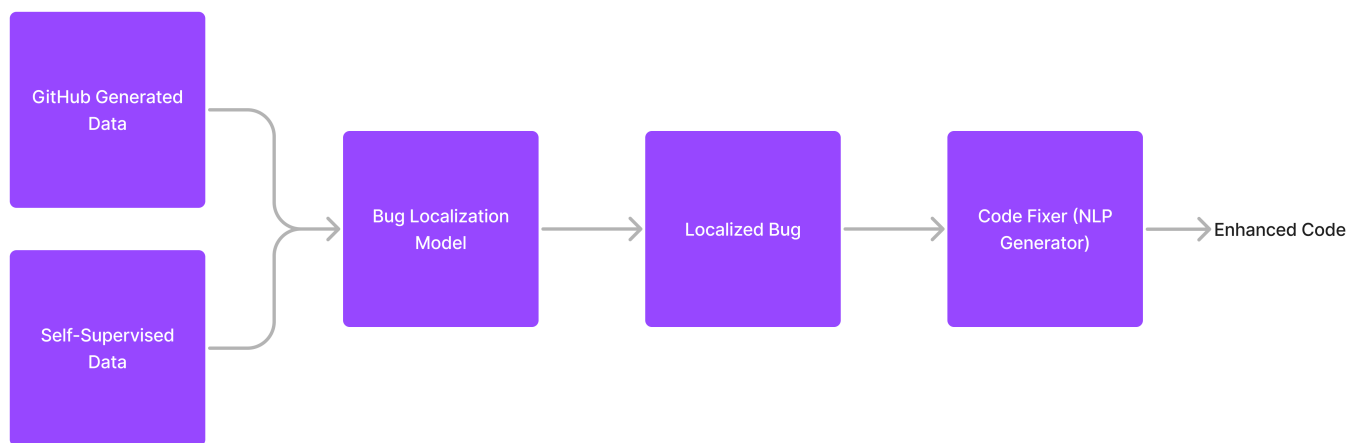 GitHub Generated
Data
Self-Supervised
Data
Bug Localization
Model
Localized Bug
Code Fixer (NLP
Generator)
Enhanced Code